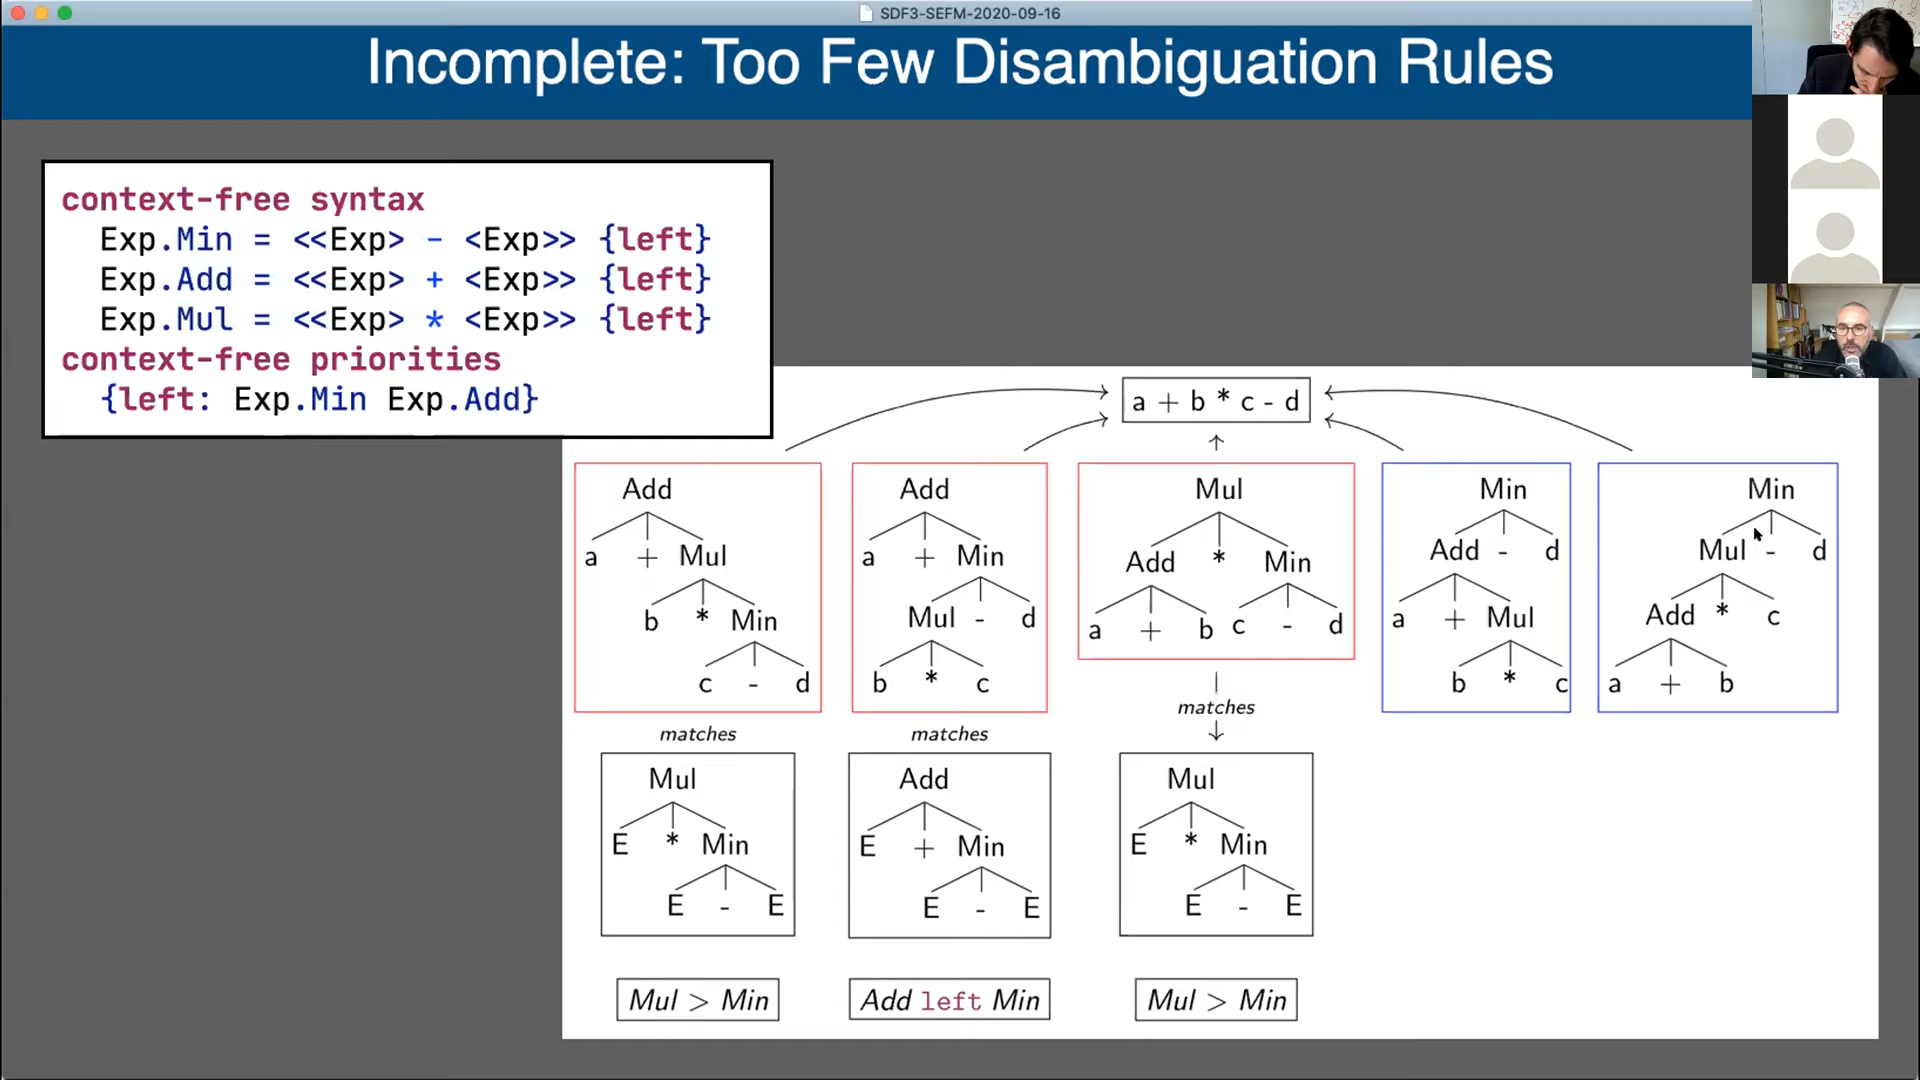 SDF3-SEFM-2020-09-16
Incomplete: Too Few Disambiguation Rules
context-free syntax
Exp.Min = <<Exp> - <Exp>> {left}
Exp.Add = <<Exp> + <Exp>> {left}
Exp.Mul = <<Exp> * <Exp>> {left}
context-free priorities
{left: Exp.Min Exp.Add}
a + b * c - d
Add
a + Mul
b * Min
c - d
Add
a + Min
Mul - d
b * c
Mul
Add * Min
a + b c - d
Min
Add - d
a + Mul
b * c
Min
Mul - d
Add * c
a + b
matches
matches
matches
Mul
E * Min
E - E
Add
E + Min
E - E
Mul
E * Min
E - E
Mul > Min
Add left Min
Mul > Min